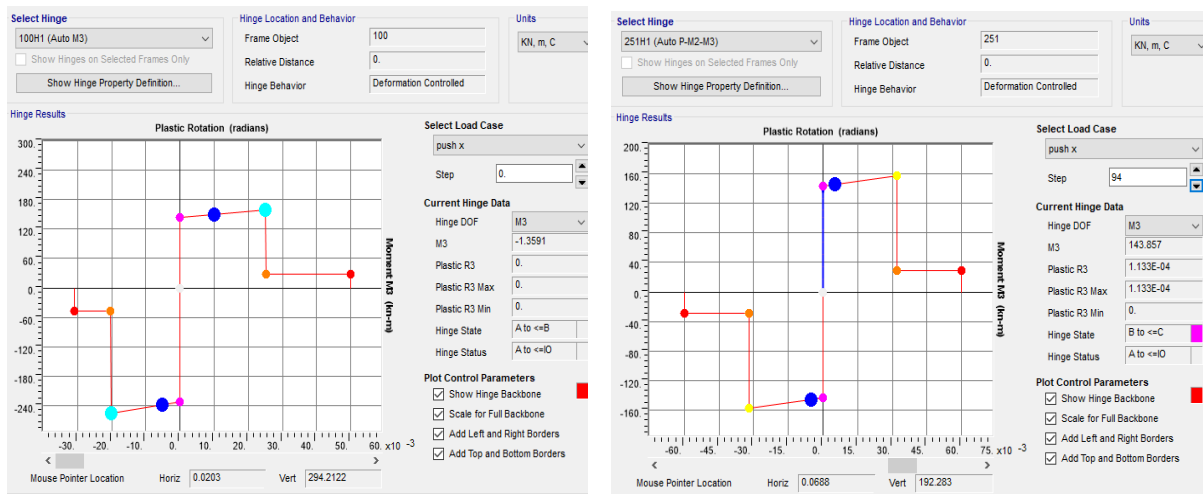 Select Hinge
100H1 (Auto M3)
Show Hinges on Selected Frames Only
Show Hinge Property Definition...
Hinge Location and Behavior
Frame Object 100
Relative Distance 0.
Hinge Behavior Deformation Controlled
Units
KN, m, C
Hinge Results
Plastic Rotation (radians)
300.
240.
180.
120.
60.
0.
-60.
-120.
-180.
-240.
Moment M3 (kn-m)
-30. -20. -10. 0. 10. 20. 30. 40. 50. 60. x10 -3
Mouse Pointer Location Horiz 0.0203 Vert 294.2122
Select Load Case
push x
Step 0.
Current Hinge Data
Hinge DOF M3
M3 -1.3591
Plastic R3 0.
Plastic R3 Max 0.
Plastic R3 Min 0.
Hinge State A to <=B
Hinge Status A to <=IO
Plot Control Parameters
Show Hinge Backbone
Scale for Full Backbone
Add Left and Right Borders
Add Top and Bottom Borders
Select Hinge
251H1 (Auto P-M2-M3)
Show Hinges on Selected Frames Only
Show Hinge Property Definition...
Hinge Location and Behavior
Frame Object 251
Relative Distance 0.
Hinge Behavior Deformation Controlled
Units
KN, m, C
Hinge Results
Plastic Rotation (radians)
200.
160.
120.
80.
40.
0.
-40.
-80.
-120.
-160.
Moment M3 (kn-m)
-60. -45. -30. -15. 0. 15. 30. 45. 60. 75. x10 -3
Mouse Pointer Location Horiz 0.0688 Vert 192.283
Select Load Case
push x
Step 94
Current Hinge Data
Hinge DOF M3
M3 143.857
Plastic R3 1.133E-04
Plastic R3 Max 1.133E-04
Plastic R3 Min 0.
Hinge State B to <=C
Hinge Status A to <=IO
Plot Control Parameters
Show Hinge Backbone
Scale for Full Backbone
Add Left and Right Borders
Add Top and Bottom Borders